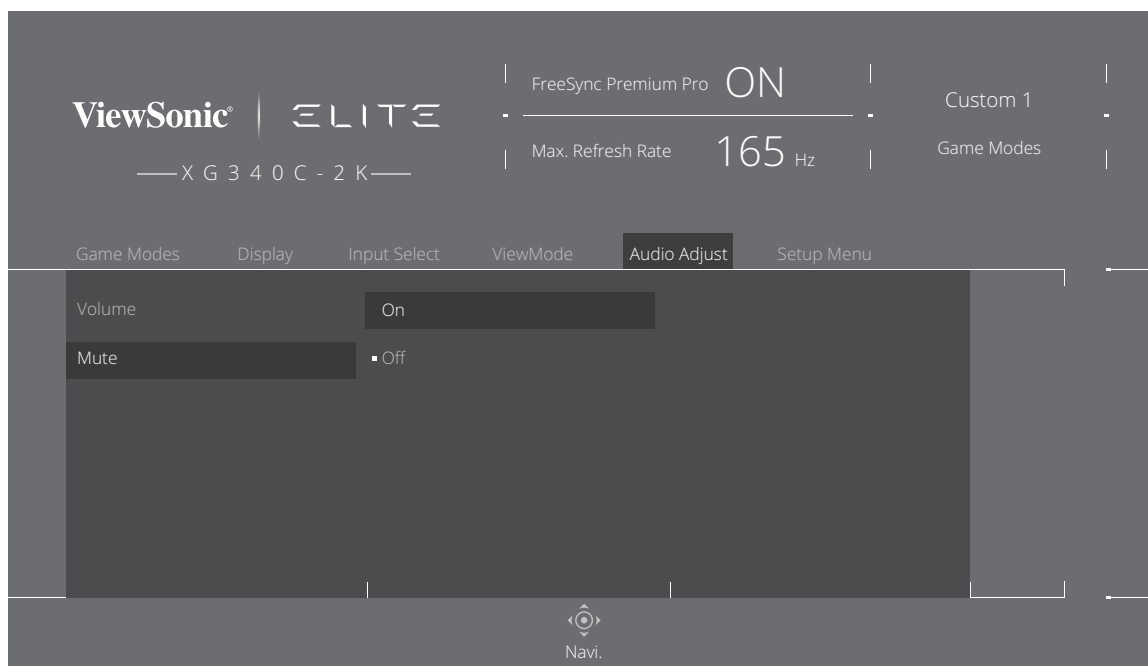 ViewSonic® ELITE
XG340C-2K
FreeSync Premium Pro ON
Max. Refresh Rate 165 Hz
Custom 1
Game Modes
Game Modes Display Input Select ViewMode Audio Adjust Setup Menu
Volume On
Mute Off
Navi.